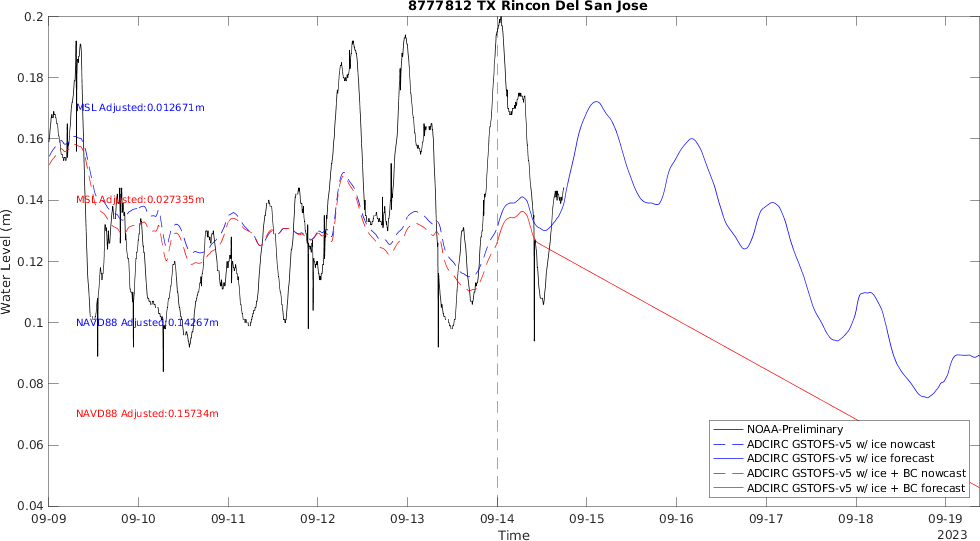 8777812 TX Rincon Del San Jose
0.2
0.18
0.16
0.14
0.12
0.1
0.08
0.06
0.04
Water Level (m)
MSL Adjusted:0.012671m
MSL Adjusted:0.027335m
NAVD88 Adjusted:0.14267m
NAVD88 Adjusted:0.15734m
NOAA-Preliminary
ADCIRC GSTOFS-v5 w/ ice nowcast
ADCIRC GSTOFS-v5 w/ ice forecast
ADCIRC GSTOFS-v5 w/ ice + BC nowcast
ADCIRC GSTOFS-v5 w/ ice + BC forecast
09-09 09-10 09-11 09-12 09-13 09-14 09-15 09-16 09-17 09-18 09-19
Time
2023